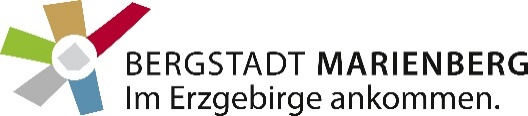 BERGSTADT MARIENBERG
Im Erzgebirge ankommen.